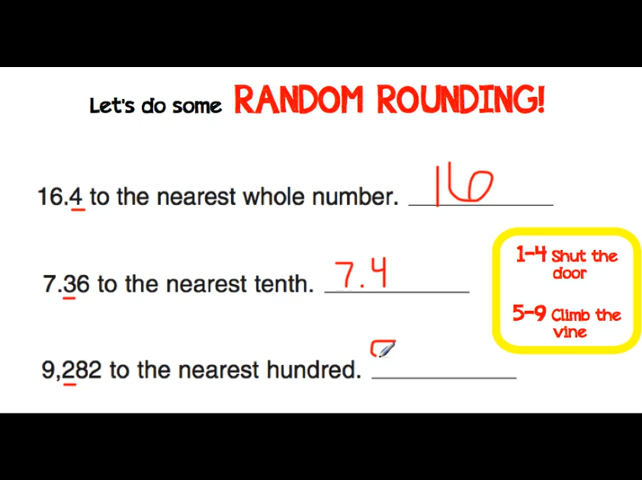 Let's do some RANDOM ROUNDING!
16.4 to the nearest whole number. 16
1-4 Shut the
door
7.36 to the nearest tenth. 7.4
5-9 Climb the
vine
9,282 to the nearest hundred.